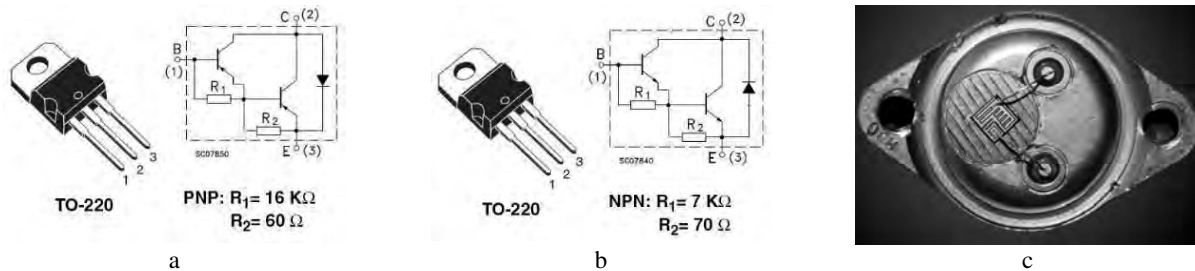 C (2)
B
(1)
R1
R2
SC07850
E (3)
1
2
3
TO-220
PNP: R1= 16 KΩ
R2= 60 Ω
a
C (2)
B
(1)
R1
R2
SC07840
E (3)
1
2
3
TO-220
NPN: R1= 7 KΩ
R2= 70 Ω
b
c